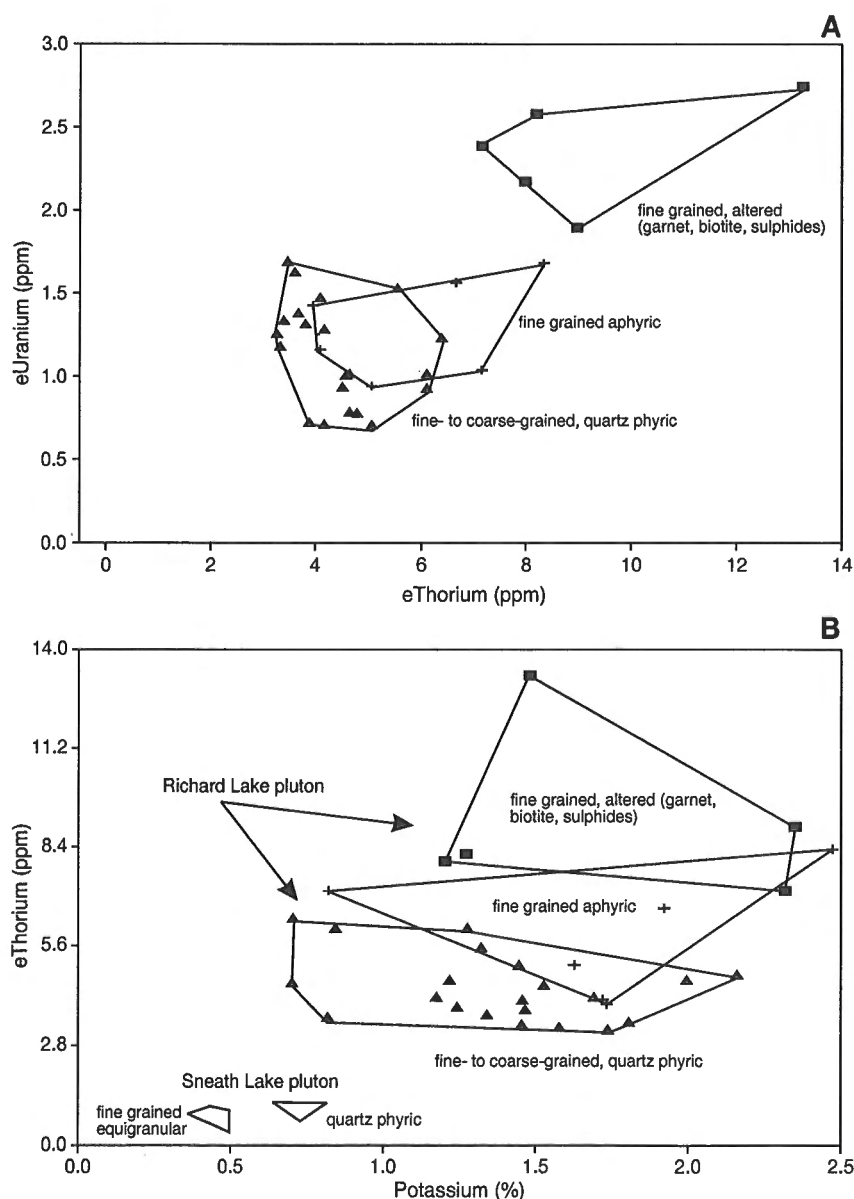 A
3.0
2.5
2.0
1.5
1.0
0.5
0.0
eUranium (ppm)
fine grained, altered
(garnet, biotite, sulphides)
fine grained aphyric
fine- to coarse-grained, quartz phyric
0 2 4 6 8 10 12 14
eThorium (ppm)
B
14.0
11.2
8.4
5.6
2.8
0.0
eThorium (ppm)
Richard Lake pluton
fine grained, altered (garnet,
biotite, sulphides)
fine grained aphyric
fine- to coarse-grained, quartz phyric
Sneath Lake pluton
fine grained
equigranular
quartz phyric
0.0 0.5 1.0 1.5 2.0 2.5
Potassium (%)